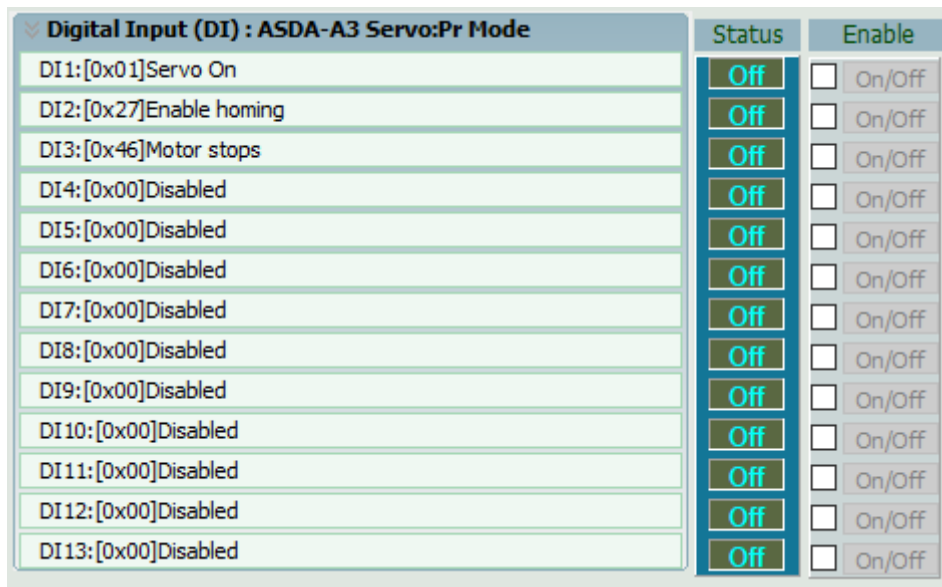 Digital Input (DI) : ASDA-A3 Servo:Pr Mode Status Enable
DI1:[0x01]Servo On Off On/Off
DI2:[0x27]Enable homing Off On/Off
DI3:[0x46]Motor stops Off On/Off
DI4:[0x00]Disabled Off On/Off
DI5:[0x00]Disabled Off On/Off
DI6:[0x00]Disabled Off On/Off
DI7:[0x00]Disabled Off On/Off
DI8:[0x00]Disabled Off On/Off
DI9:[0x00]Disabled Off On/Off
DI10:[0x00]Disabled Off On/Off
DI11:[0x00]Disabled Off On/Off
DI12:[0x00]Disabled Off On/Off
DI13:[0x00]Disabled Off On/Off